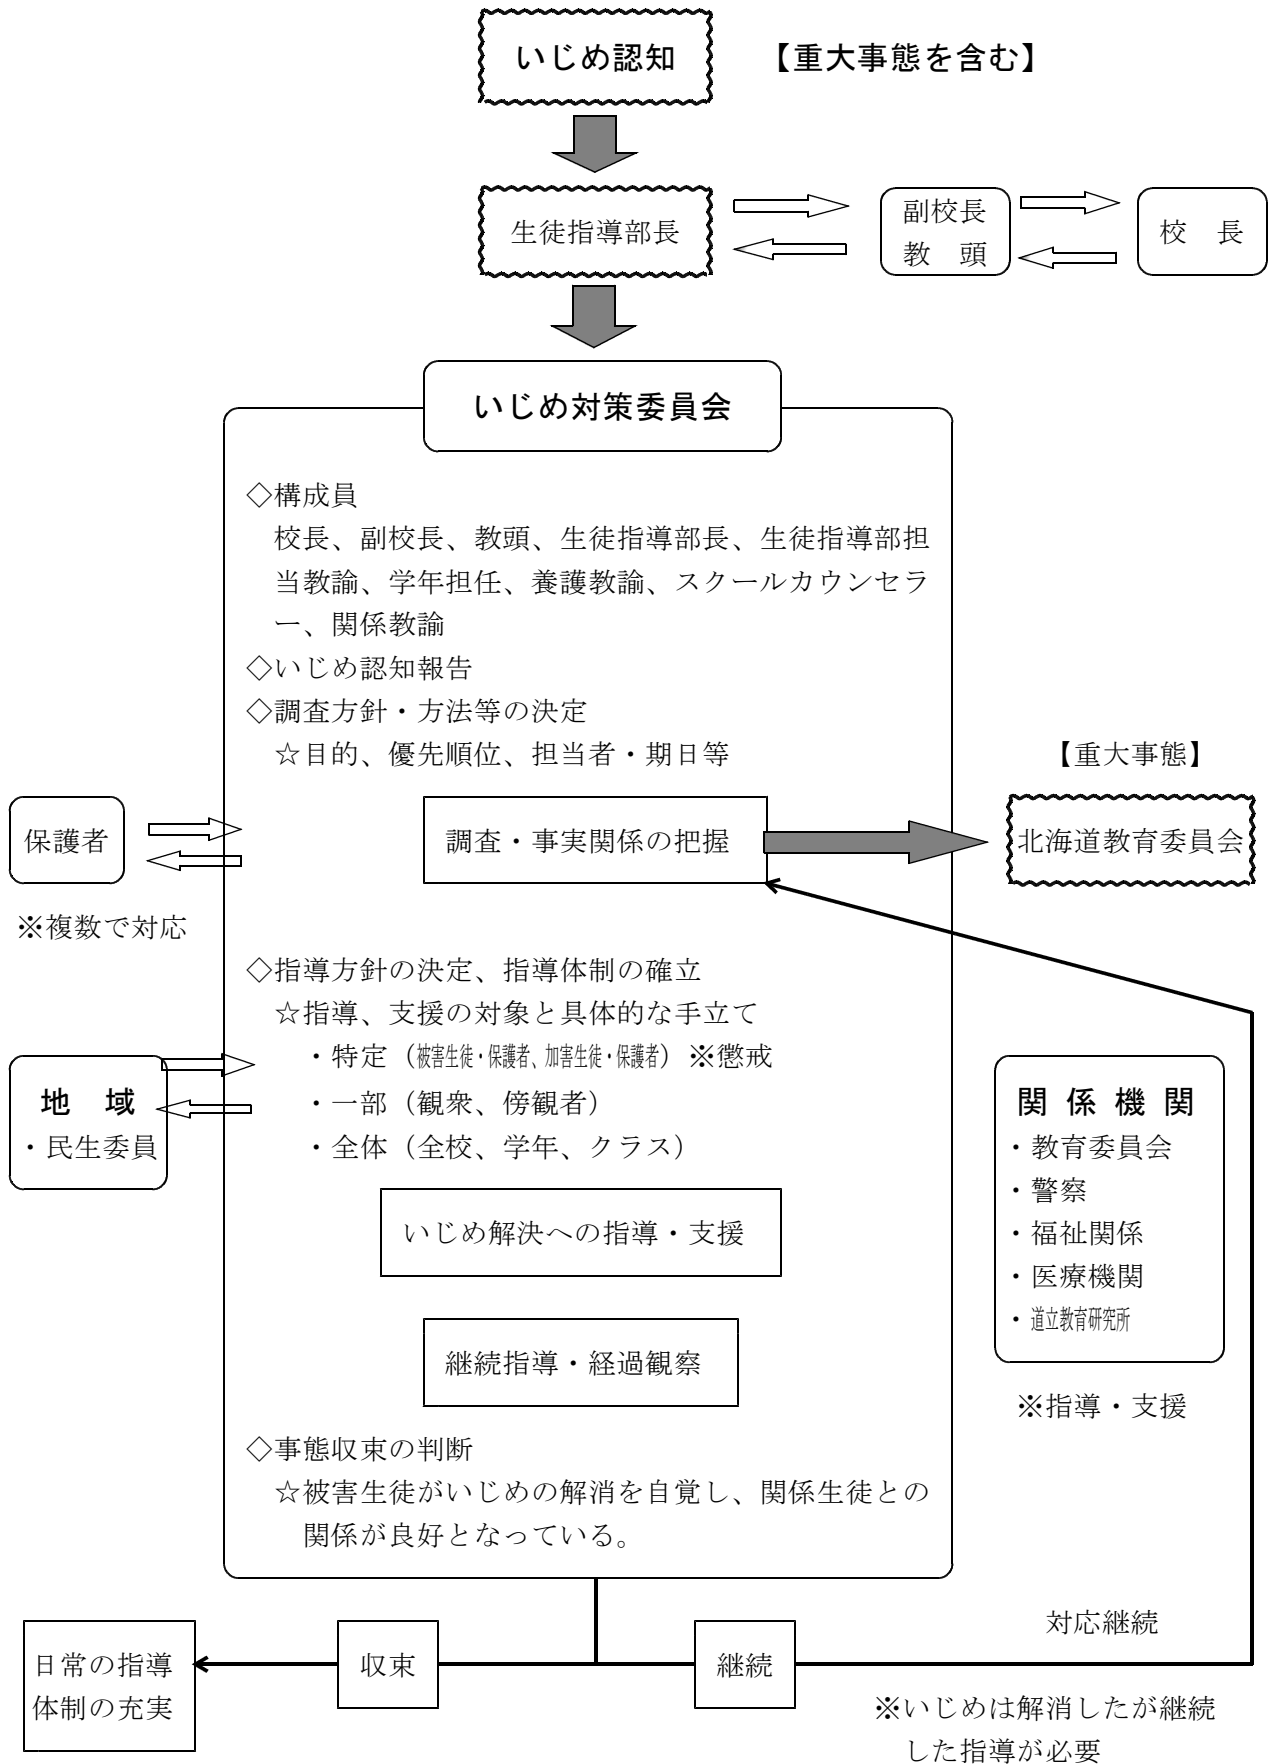 いじめ認知
【重大事態を含む】
生徒指導部長
副校長
教　頭
校　長
いじめ対策委員会
◇構成員
校長、副校長、教頭、生徒指導部長、生徒指導部担
当教諭、学年担任、養護教諭、スクールカウンセラ
ー、関係教諭
◇いじめ認知報告
◇調査方針・方法等の決定
☆目的、優先順位、担当者・期日等
【重大事態】
保護者
調査・事実関係の把握
北海道教育委員会
※複数で対応
◇指導方針の決定、指導体制の確立
☆指導、支援の対象と具体的な手立て
・特定（被害生徒・保護者、加害生徒・保護者）※懲戒
・一部（観衆、傍観者）
・全体（全校、学年、クラス）
地　域
・民生委員
関 係 機 関
・教育委員会
・警察
・福祉関係
・医療機関
・道立教育研究所
※指導・支援
いじめ解決への指導・支援
継続指導・経過観察
◇事態収束の判断
☆被害生徒がいじめの解消を自覚し、関係生徒との
関係が良好となっている。
日常の指導
体制の充実
収束
継続
対応継続
※いじめは解消したが継続
した指導が必要